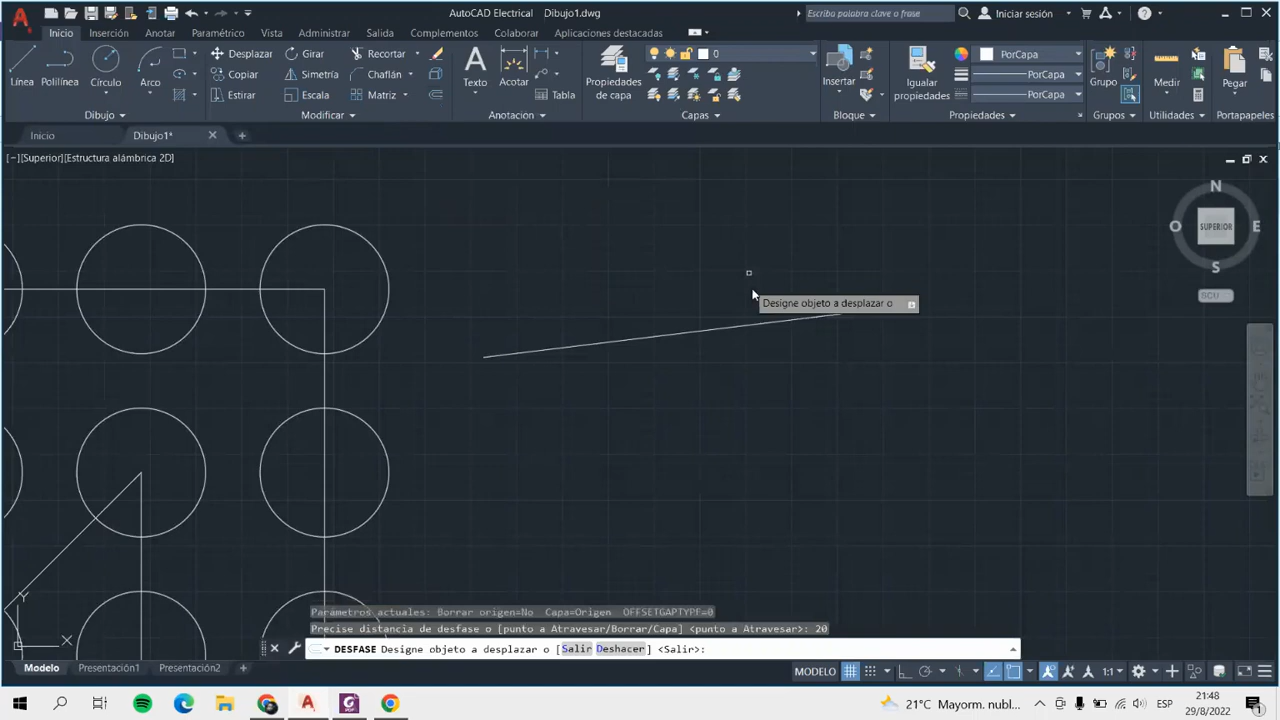 AutoCAD Electrical Dibujo1.dwg
Escriba palabra clave o frase
Iniciar sesión
Inicio Inserción Anotar Paramétrico Vista Administrar Salida Complementos Colaborar Aplicaciones destacadas
Línea Polilínea Círculo Arco
Desplazar Girar Recortar
Copiar Simetría Chaflán
Estirar Escala Matriz
Texto Acotar Tabla
Propiedades de capa
0
Insertar
Igualar propiedades
PorCapa
PorCapa
PorCapa
Grupo
Medir
Pegar
Dibujo Modificar Anotación Capas Bloque Propiedades Grupos Utilidades Portapapeles
Inicio Dibujo1*
[−][Superior][Estructura alámbrica 2D]
N
O SUPERIOR E
S
SCU
Designe objeto a desplazar o
Y
X
Parámetros actuales: Borrar origen=No Capa=Origen OFFSETGAPTYPE=0
Precise distancia de desfase o [punto a Atravesar/Borrar/Capa] <punto a Atravesar>: 20
DESFASE Designe objeto a desplazar o [Salir Deshacer] <Salir>:
Modelo Presentación1 Presentación2
MODELO 1:1
21°C Mayorm. nubl...
ESP
21:48
29/8/2022
1